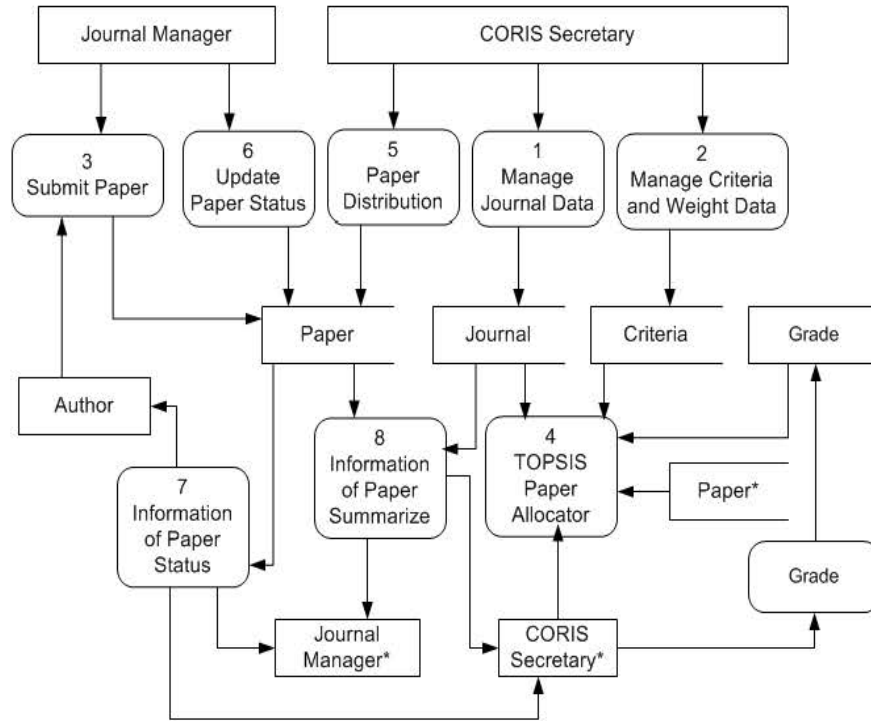 Journal Manager
CORIS Secretary
3
Submit Paper
6
Update
Paper Status
5
Paper
Distribution
1
Manage
Journal Data
2
Manage Criteria
and Weight Data
Paper
Journal
Criteria
Grade
Author
8
Information
of Paper
Summarize
4
TOPSIS
Paper
Allocator
Paper*
7
Information
of Paper
Status
Grade
Journal
Manager*
CORIS
Secretary*